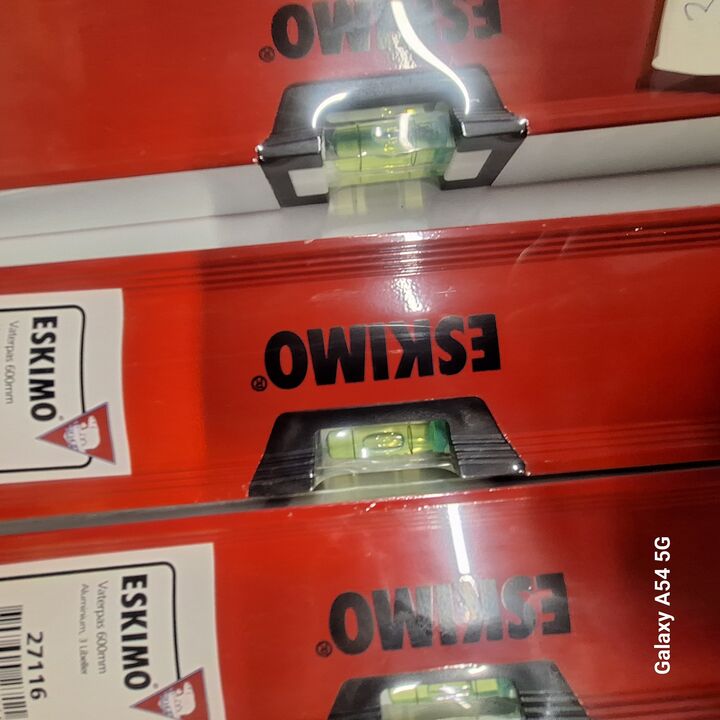 ESKIMO®
ESKIMO®
ESKIMO
Vaterpas 600mm
ESKIMO®
ESKIMO
Vaterpas 600mm
Aluminium, 3 Libeller
27116
Galaxy A54 5G